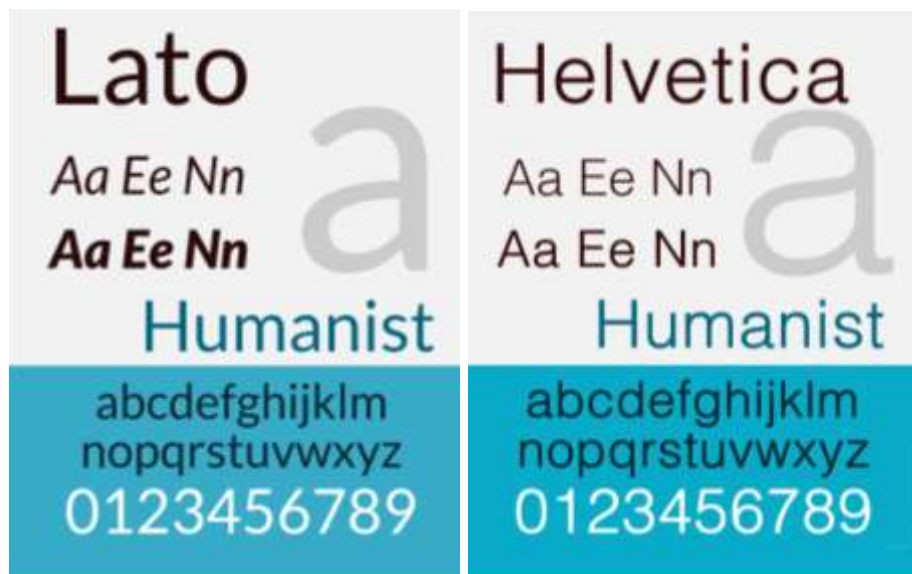 Lato
a
Aa Ee Nn
Aa Ee Nn
Humanist
abcdefghijklm
nopqrstuvwxyz
0123456789
Helvetica
a
Aa Ee Nn
Aa Ee Nn
Humanist
abcdefghijklm
nopqrstuvwxyz
0123456789